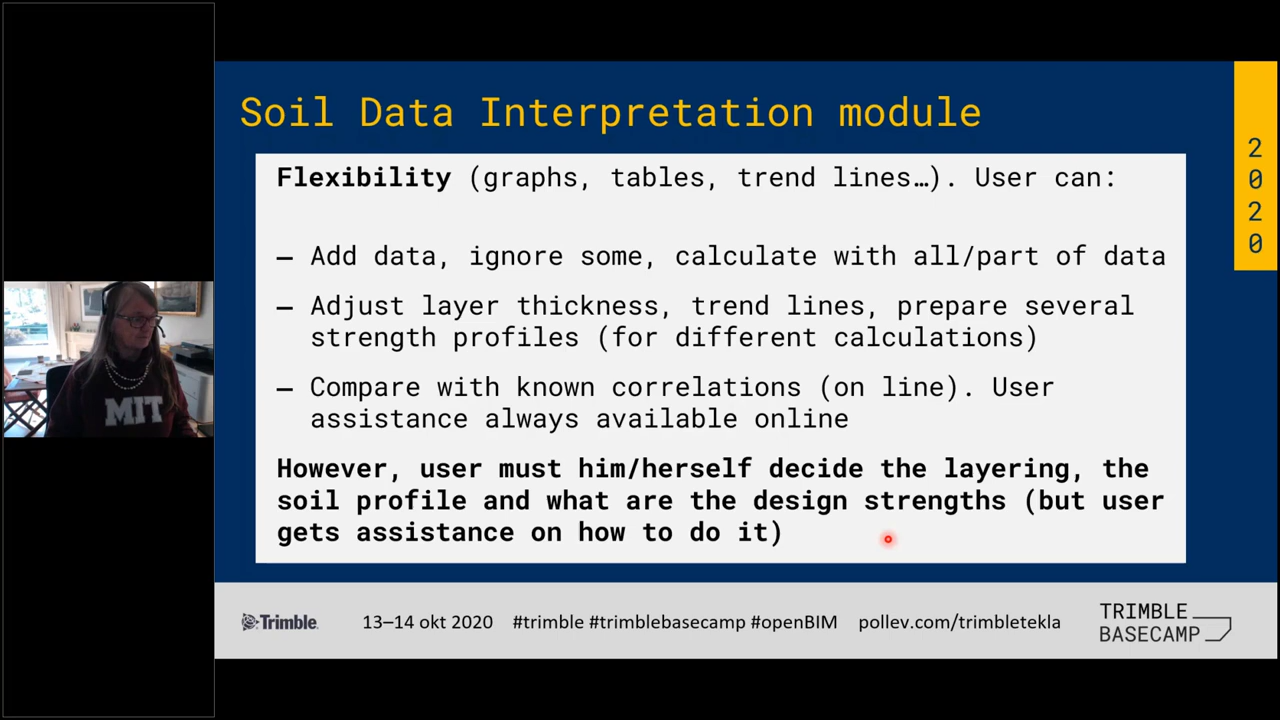 Soil Data Interpretation module
2
0
2
0
Flexibility (graphs, tables, trend lines…). User can:
– Add data, ignore some, calculate with all/part of data
– Adjust layer thickness, trend lines, prepare several
strength profiles (for different calculations)
– Compare with known correlations (on line). User
assistance always available online
However, user must him/herself decide the layering, the
soil profile and what are the design strengths (but user
gets assistance on how to do it)
MIT
Trimble.
13–14 okt 2020 #trimble #trimblebasecamp #openBIM pollev.com/trimbletekla
TRIMBLE
BASECAMP